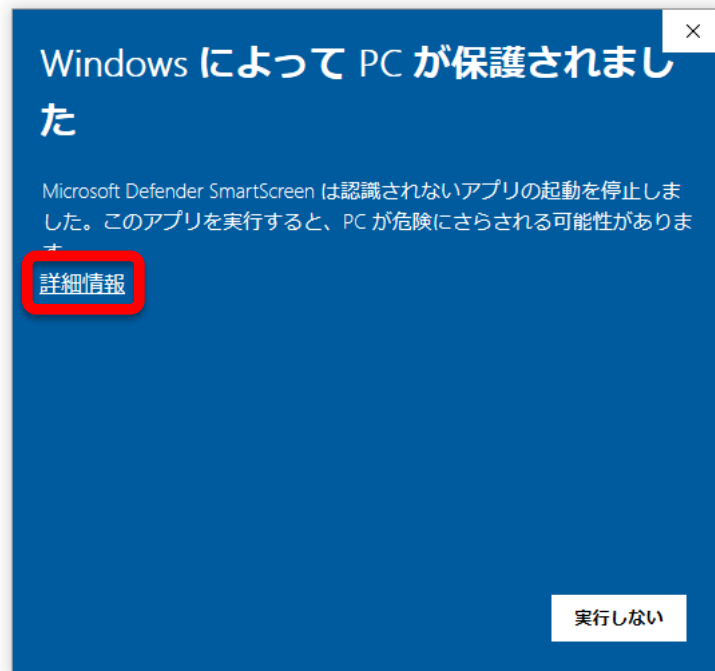 Windows によって PC が保護されまし
た
Microsoft Defender SmartScreen は認識されないアプリの起動を停止しま
した。このアプリを実行すると、PC が危険にさらされる可能性がありま
す
詳細情報
実行しない